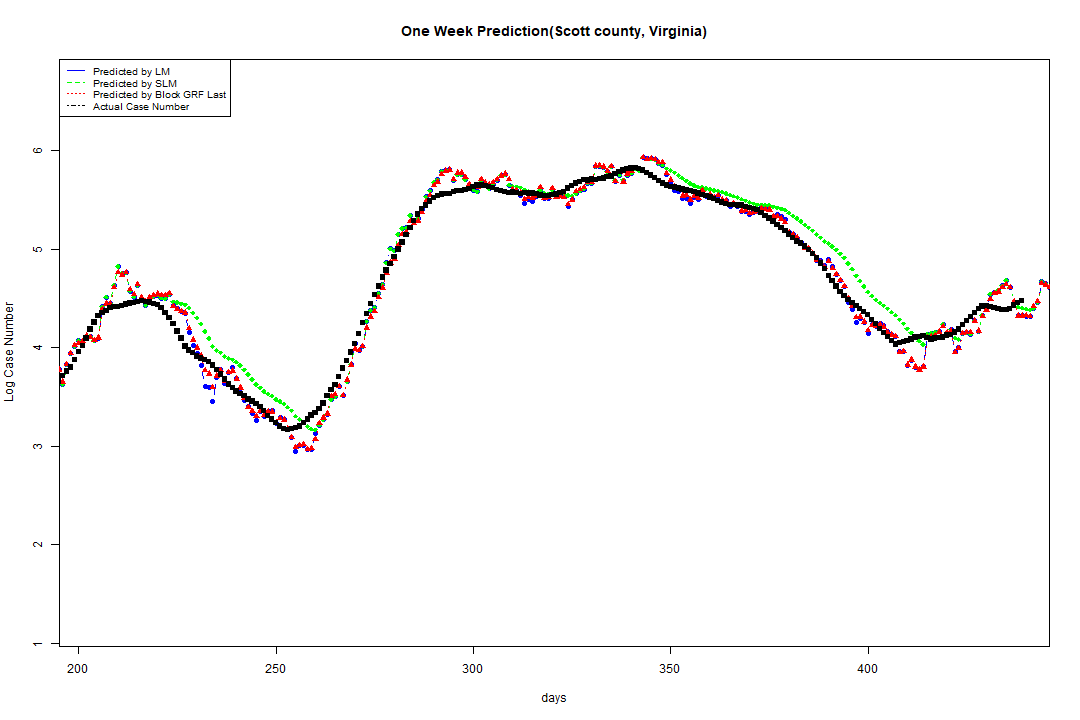 One Week Prediction(Scott county, Virginia)
Predicted by LM
Predicted by SLM
Predicted by Block GRF Last
Actual Case Number
6
5
4
3
2
1
Log Case Number
200 250 300 350 400
days